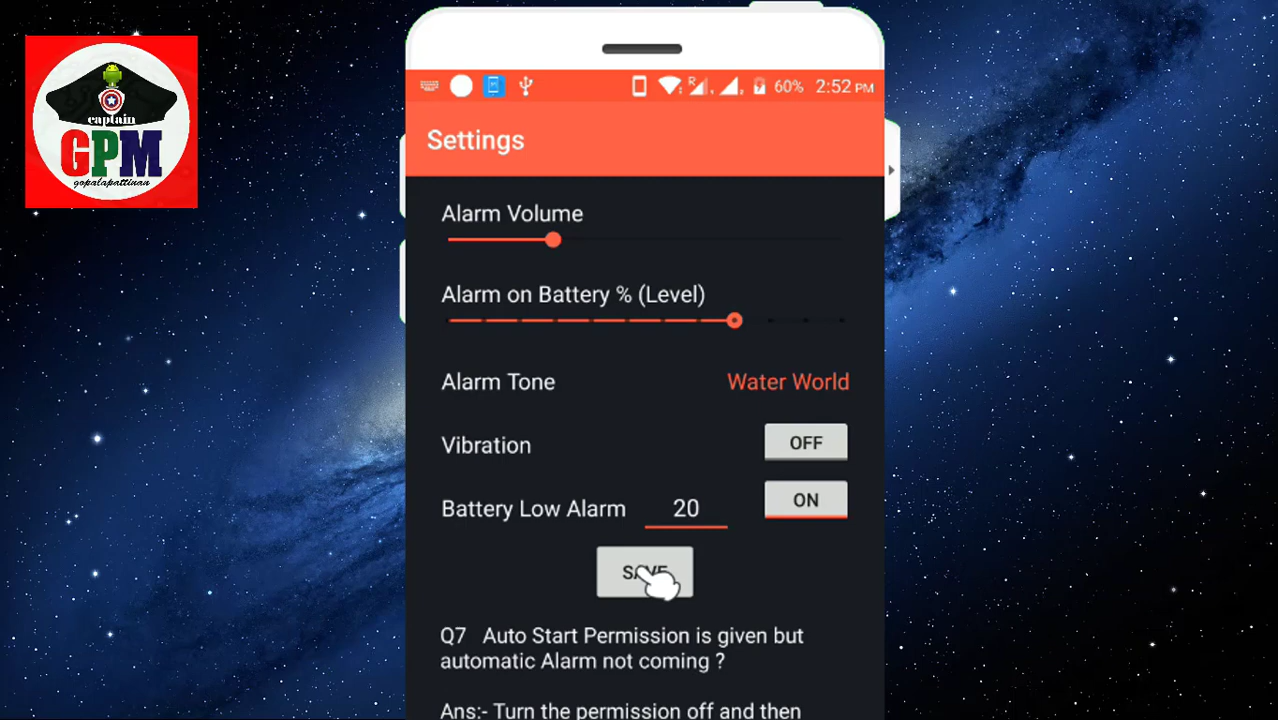 captain
GPM
gopalapattinan
R
60% 2:52 PM
Settings
Alarm Volume
Alarm on Battery % (Level)
Alarm Tone Water World
Vibration OFF
Battery Low Alarm 20 ON
SAVE
Q7 Auto Start Permission is given but
automatic Alarm not coming ?
Ans:- Turn the permission off and then